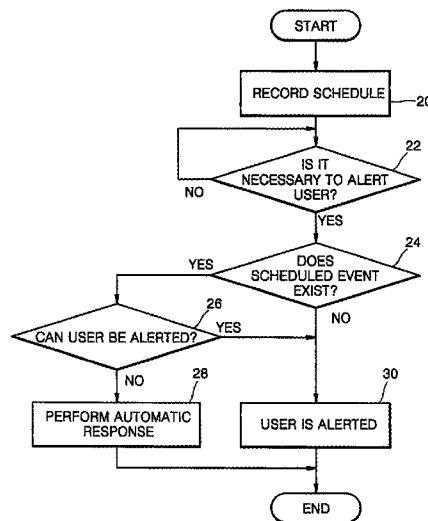 START
RECORD SCHEDULE
20
22
IS IT
NECESSARY TO ALERT
USER?
NO
YES
24
DOES
SCHEDULED EVENT
EXIST?
YES
NO
26
CAN USER BE ALERTED?
YES
NO
28
PERFORM AUTOMATIC
RESPONSE
30
USER IS ALERTED
END